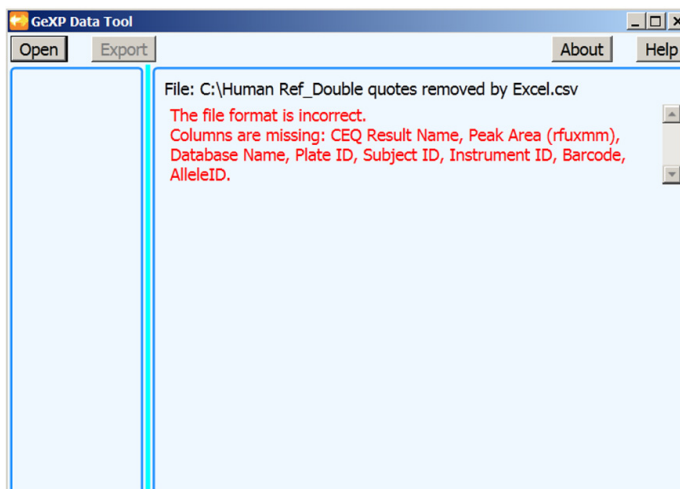 GeXP Data Tool
Open Export About Help
File: C:\Human Ref_Double quotes removed by Excel.csv
The file format is incorrect.
Columns are missing: CEQ Result Name, Peak Area (rfuxmm),
Database Name, Plate ID, Subject ID, Instrument ID, Barcode,
AlleleID.